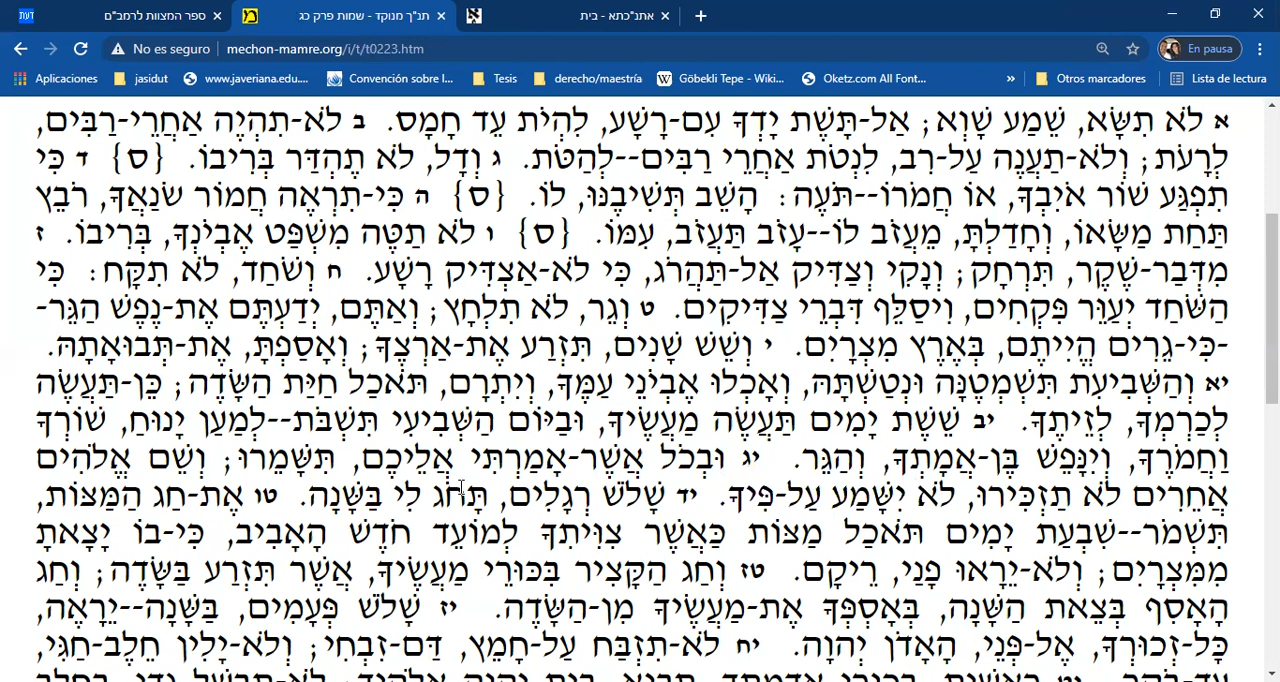 ספר המצוות לרמב"ם
תנ"ך מנוקד - שמות פרק כג
אתנ"כתא - בית
No es seguro | mechon-mamre.org/i/t/t0223.htm
En pausa
Aplicaciones jasidut www.javeriana.edu.... Convención sobre l... Tesis derecho/maestría Göbekli Tepe - Wiki... Oketz.com All Font... » Otros marcadores Lista de lectura
א לֹא תִשָּׂא, שֵׁמַע שָׁוְא; אַל-תָּשֶׁת יָדְךָ עִם-רָשָׁע, לִהְיֹת עֵד חָמָס. ב לֹא-תִהְיֶה אַחֲרֵי-רַבִּים,
לְרָעֹת; וְלֹא-תַעֲנֶה עַל-רִב, לִנְטֹת אַחֲרֵי רַבִּים--לְהַטֹּת. ג וְדָל, לֹא תֶהְדַּר בְּרִיבוֹ. {ס} ד כִּי
תִפְגַּע שׁוֹר אֹיִבְךָ, אוֹ חֲמֹרוֹ--תֹּעֶה: הָשֵׁב תְּשִׁיבֶנּוּ, לוֹ. {ס} ה כִּי-תִרְאֶה חֲמוֹר שֹׂנַאֲךָ, רֹבֵץ
תַּחַת מַשָּׂאוֹ, וְחָדַלְתָּ, מֵעֲזֹב לוֹ--עָזֹב תַּעֲזֹב, עִמּוֹ. {ס} ו לֹא תַטֶּה מִשְׁפַּט אֶבְיֹנְךָ, בְּרִיבוֹ. ז
מִדְּבַר-שֶׁקֶר, תִּרְחָק; וְנָקִי וְצַדִּיק אַל-תַּהֲרֹג, כִּי לֹא-אַצְדִּיק רָשָׁע. ח וְשֹׁחַד, לֹא תִקָּח: כִּי
הַשֹּׁחַד יְעַוֵּר פִּקְחִים, וִיסַלֵּף דִּבְרֵי צַדִּיקִים. ט וְגֵר, לֹא תִלְחָץ; וְאַתֶּם, יְדַעְתֶּם אֶת-נֶפֶשׁ הַגֵּר-
-כִּי-גֵרִים הֱיִיתֶם, בְּאֶרֶץ מִצְרָיִם. י וְשֵׁשׁ שָׁנִים, תִּזְרַע אֶת-אַרְצֶךָ; וְאָסַפְתָּ, אֶת-תְּבוּאָתָהּ.
יא וְהַשְּׁבִיעִת תִּשְׁמְטֶנָּה וּנְטַשְׁתָּהּ, וְאָכְלוּ אֶבְיֹנֵי עַמֶּךָ, וְיִתְרָם, תֹּאכַל חַיַּת הַשָּׂדֶה; כֵּן-תַּעֲשֶׂה
לְכַרְמְךָ, לְזֵיתֶךָ. יב שֵׁשֶׁת יָמִים תַּעֲשֶׂה מַעֲשֶׂיךָ, וּבַיּוֹם הַשְּׁבִיעִי תִּשְׁבֹּת--לְמַעַן יָנוּחַ, שׁוֹרְךָ
וַחֲמֹרֶךָ, וְיִנָּפֵשׁ בֶּן-אֲמָתְךָ, וְהַגֵּר. יג וּבְכֹל אֲשֶׁר-אָמַרְתִּי אֲלֵיכֶם, תִּשָּׁמֵרוּ; וְשֵׁם אֱלֹהִים
אֲחֵרִים לֹא תַזְכִּירוּ, לֹא יִשָּׁמַע עַל-פִּיךָ. יד שָׁלֹשׁ רְגָלִים, תָּחֹג לִי בַּשָּׁנָה. טו אֶת-חַג הַמַּצּוֹת,
תִּשְׁמֹר--שִׁבְעַת יָמִים תֹּאכַל מַצּוֹת כַּאֲשֶׁר צִוִּיתִךָ לְמוֹעֵד חֹדֶשׁ הָאָבִיב, כִּי-בוֹ יָצָאתָ
מִמִּצְרָיִם; וְלֹא-יֵרָאוּ פָנַי, רֵיקָם. טז וְחַג הַקָּצִיר בִּכּוּרֵי מַעֲשֶׂיךָ, אֲשֶׁר תִּזְרַע בַּשָּׂדֶה; וְחַג
הָאָסִף בְּצֵאת הַשָּׁנָה, בְּאָסְפְּךָ אֶת-מַעֲשֶׂיךָ מִן-הַשָּׂדֶה. יז שָׁלֹשׁ פְּעָמִים, בַּשָּׁנָה--יֵרָאֶה,
כָּל-זְכוּרְךָ, אֶל-פְּנֵי, הָאָדֹן יְהוָה. יח לֹא-תִזְבַּח עַל-חָמֵץ, דַּם-זִבְחִי; וְלֹא-יָלִין חֵלֶב-חַגִּי,